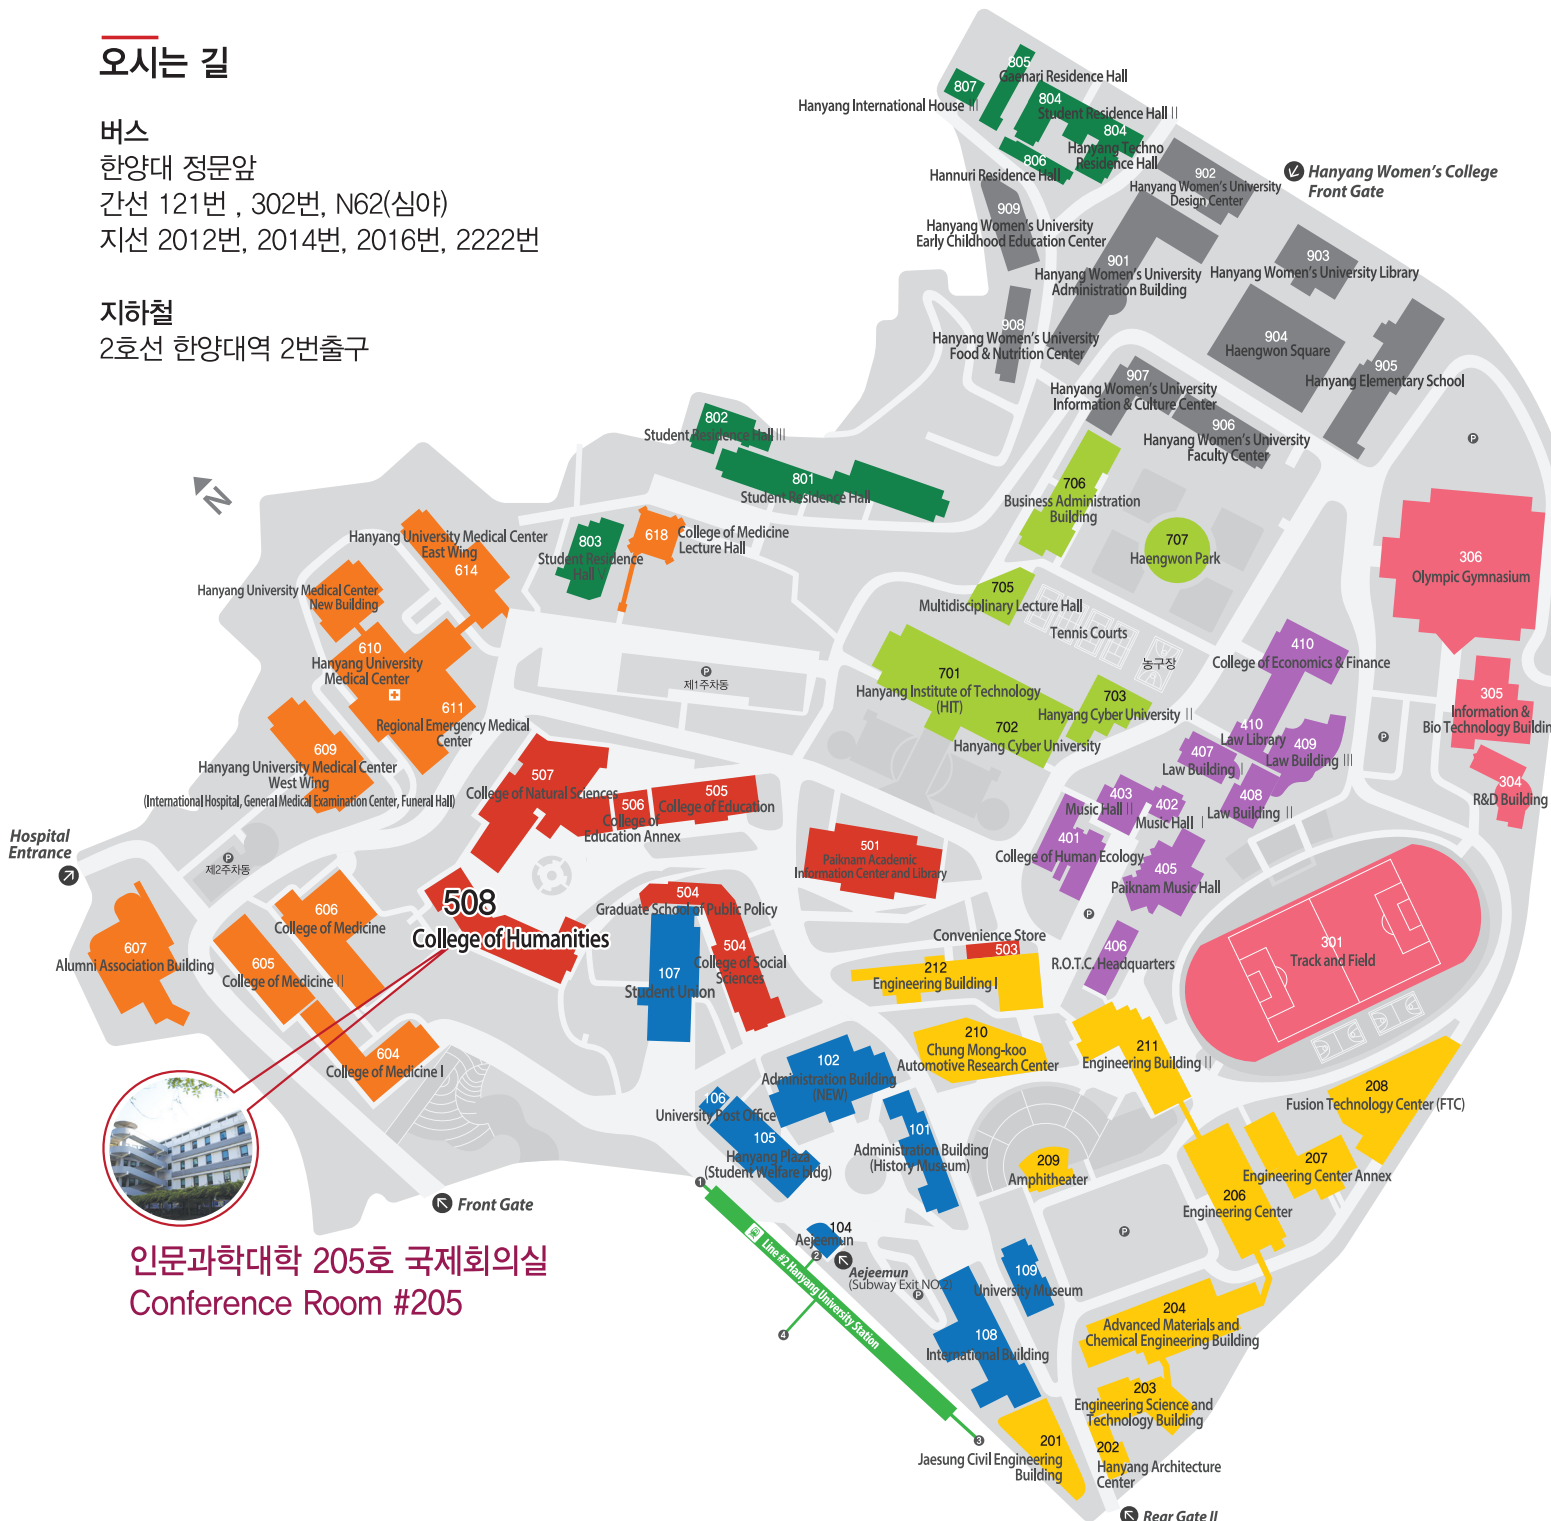 오시는 길
버스
한양대 정문앞
간선 121번 , 302번, N62(심야)
지선 2012번, 2014번, 2016번, 2222번
지하철
2호선 한양대역 2번출구
N
805
Gaenari Residence Hall
807
Hanyang International House III
804
Student Residence Hall II
804
Hanyang Techno
Residence Hall
806
Hannuri Residence Hall
902
Hanyang Women's University
Design Center
Hanyang Women's College
Front Gate
909
Hanyang Women's University
Early Childhood Education Center
901
Hanyang Women's University
Administration Building
903
Hanyang Women's University Library
908
Hanyang Women's University
Food & Nutrition Center
904
Haengwon Square
905
Hanyang Elementary School
907
Hanyang Women's University
Information & Culture Center
906
Hanyang Women's University
Faculty Center
P
802
Student Residence Hall III
801
Student Residence Hall
803
Student Residence
Hall V
618
College of Medicine
Lecture Hall
706
Business Administration
Building
707
Haengwon Park
705
Multidisciplinary Lecture Hall
Tennis Courts
농구장
306
Olympic Gymnasium
Hanyang University Medical Center
East Wing
614
Hanyang University Medical Center
New Building
610
Hanyang University
Medical Center
611
Regional Emergency Medical
Center
609
Hanyang University Medical Center
West Wing
(International Hospital, General Medical Examination Center, Funeral Hall)
P
제1주차동
701
Hanyang Institute of Technology
(HIT)
702
Hanyang Cyber University
703
Hanyang Cyber University II
410
College of Economics & Finance
410
Law Library
409
Law Building III
407
Law Building I
408
Law Building II
P
305
Information &
Bio Technology Building
304
R&D Building
403
Music Hall II
402
Music Hall I
401
College of Human Ecology
405
Paiknam Music Hall
P
406
R.O.T.C. Headquarters
301
Track and Field
507
College of Natural Sciences
506
College of
Education Annex
505
College of Education
501
Paiknam Academic
Information Center and Library
Hospital
Entrance
P
제2주차동
508
College of Humanities
504
Graduate School of Public Policy
504
College of Social
Sciences
107
Student Union
607
Alumni Association Building
606
College of Medicine
605
College of Medicine II
604
College of Medicine I
Convenience Store
503
212
Engineering Building I
210
Chung Mong-koo
Automotive Research Center
211
Engineering Building II
208
Fusion Technology Center (FTC)
207
Engineering Center Annex
206
Engineering Center
209
Amphitheater
P
102
Administration Building
(NEW)
106
University Post Office
105
Hanyang Plaza
(Student Welfare bldg)
101
Administration Building
(History Museum)
Front Gate
1
Line #2 Hanyang University Station
104
Aejeemun
2
Aejeemun
(Subway Exit NO.2)
P
4
3
109
University Museum
108
International Building
204
Advanced Materials and
Chemical Engineering Building
203
Engineering Science and
Technology Building
202
Hanyang Architecture
Center
201
Jaesung Civil Engineering
Building
Rear Gate II
인문과학대학 205호 국제회의실
Conference Room #205